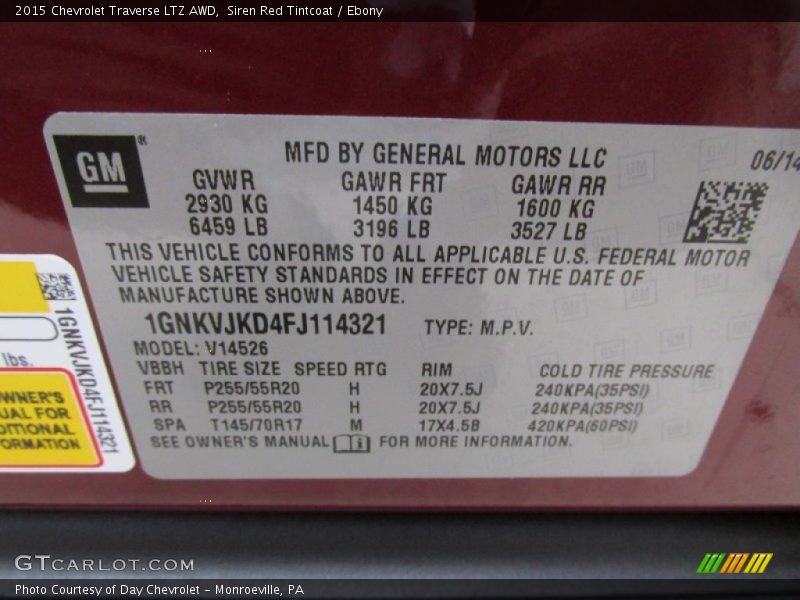 2015 Chevrolet Traverse LTZ AWD, Siren Red Tintcoat / Ebony
GM®
MFD BY GENERAL MOTORS LLC
06/14
GVWR GAWR FRT GAWR RR
2930 KG 1450 KG 1600 KG
6459 LB 3196 LB 3527 LB
THIS VEHICLE CONFORMS TO ALL APPLICABLE U.S. FEDERAL MOTOR
VEHICLE SAFETY STANDARDS IN EFFECT ON THE DATE OF
MANUFACTURE SHOWN ABOVE.
1GNKVJKD4FJ114321 TYPE: M.P.V.
MODEL: V14526
VBBH TIRE SIZE SPEED RTG RIM COLD TIRE PRESSURE
FRT P255/55R20 H 20X7.5J 240KPA(35PSI)
RR P255/55R20 H 20X7.5J 240KPA(35PSI)
SPA T145/70R17 M 17X4.5B 420KPA(60PSI)
SEE OWNER'S MANUAL FOR MORE INFORMATION.
1GNKVJKD4FJ114321
lbs.
OWNER'S
UAL FOR
DITIONAL
ORMATION
GTcarlot.com
Photo Courtesy of Day Chevrolet - Monroeville, PA